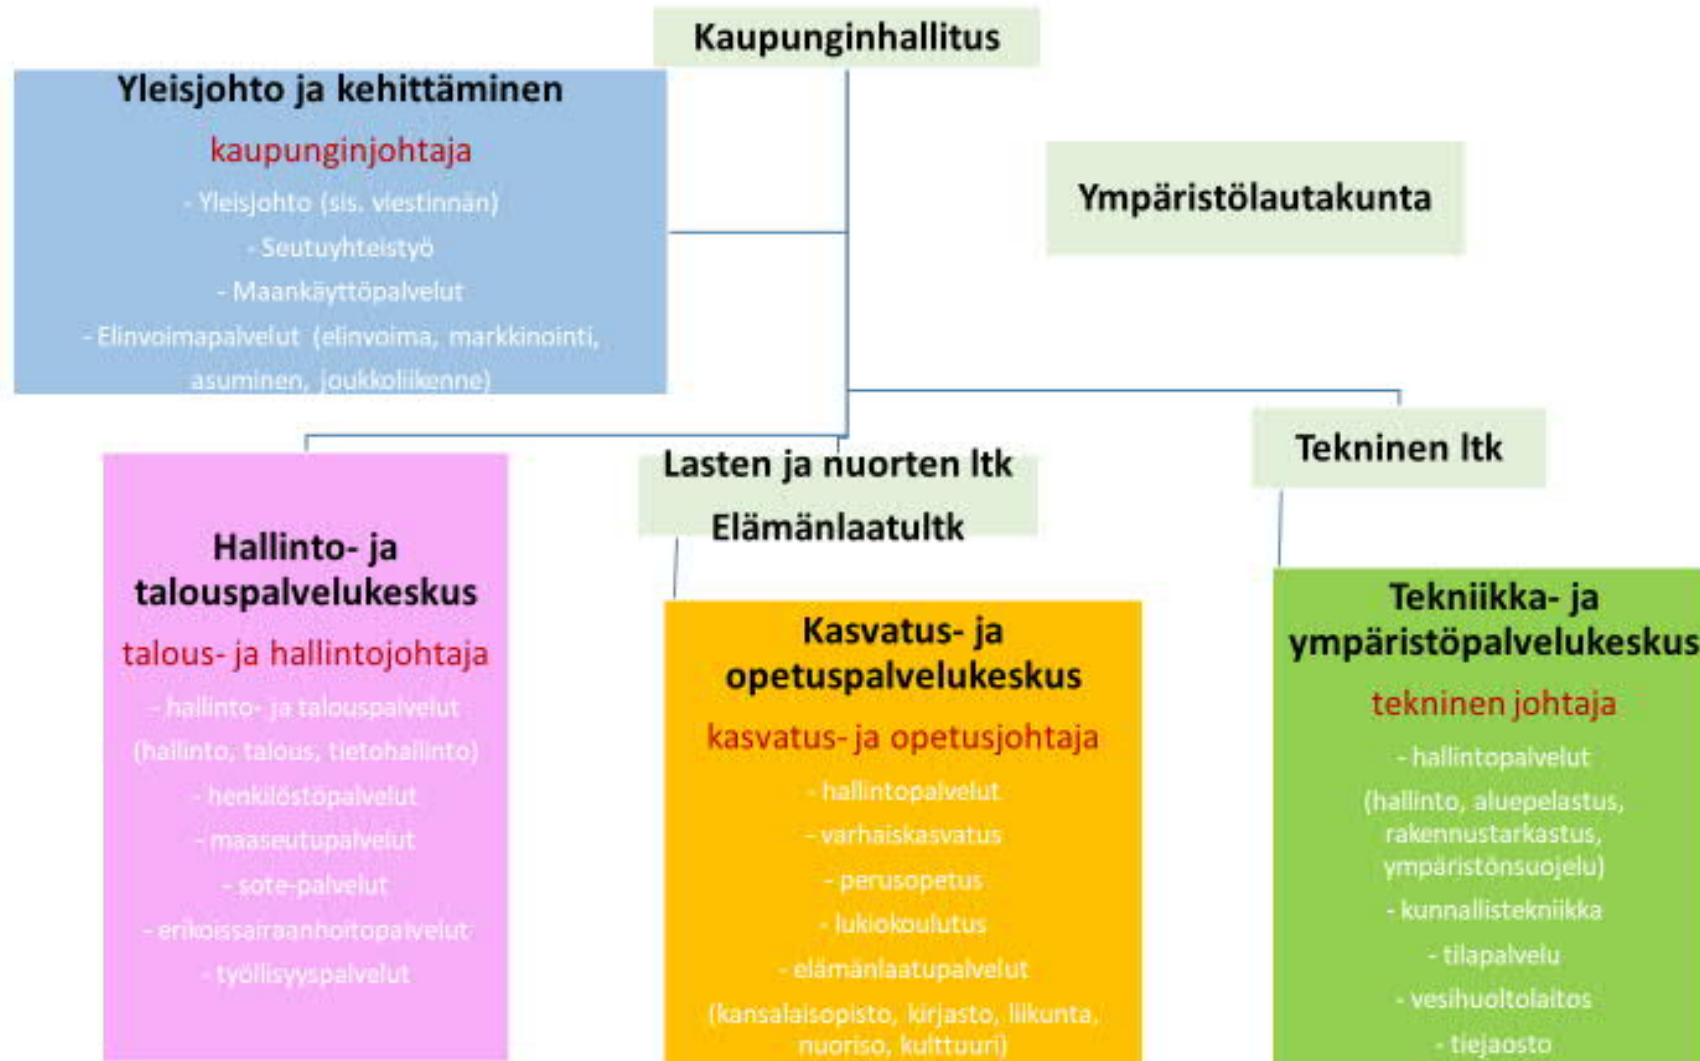 Kaupunginhallitus
Yleisjohto ja kehittäminen
kaupunginjohtaja
- Yleisjohto (sis. viestinnän)
- Seutuyhteistyö
- Maankäyttöpalvelut
- Elinvoimapalvelut (elinvoima, markkinointi,
asuminen, joukkoliikenne)
Ympäristölautakunta
Hallinto- ja
talouspalvelukeskus
talous- ja hallintojohtaja
- hallinto- ja talouspalvelut
(hallinto, talous, tietohallinto)
- henkilöstöpalvelut
- maaseutupalvelut
- sote-palvelut
- erikoissairaanhoitopalvelut
- työllisyyspalvelut
Lasten ja nuorten ltk
Elämänlaatultk
Kasvatus- ja
opetuspalvelukeskus
kasvatus- ja opetusjohtaja
- hallintopalvelut
- varhaiskasvatus
- perusopetus
- lukiokoulutus
- elämänlaatupalvelut
(kansalaisopisto, kirjasto, liikunta,
nuoriso, kulttuuri)
Tekninen ltk
Tekniikka- ja
ympäristöpalvelukeskus
tekninen johtaja
- hallintopalvelut
(hallinto, aluepelastus,
rakennustarkastus,
ympäristönsuojelu)
- kunnallistekniikka
- tilapalvelu
- vesihuoltolaitos
- tiejaosto